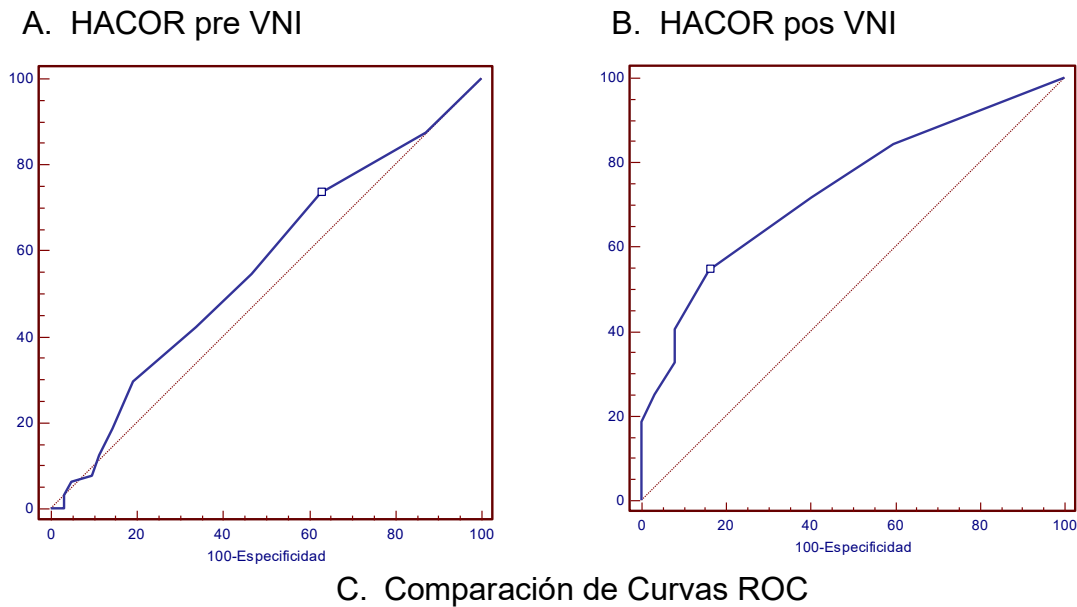 A. HACOR pre VNI
B. HACOR pos VNI
100
80
60
40
20
0
0 20 40 60 80 100
100-Especificidad
100
80
60
40
20
0
0 20 40 60 80 100
100-Especificidad
C. Comparación de Curvas ROC